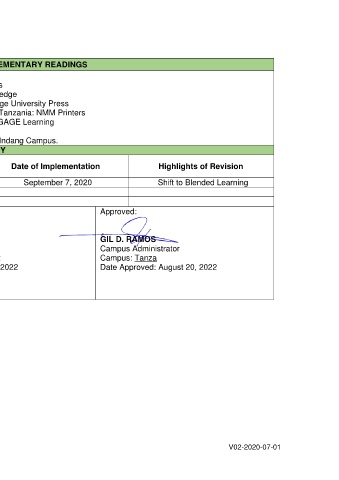 EMENTARY READINGS
s
edge
ge University Press
Tanzania: NMM Printers
GAGE Learning
Indang Campus.
Y
Date of Implementation Highlights of Revision
September 7, 2020 Shift to Blended Learning
Approved:
GIL D. RAMOS
Campus Administrator
Campus: Tanza
2022 Date Approved: August 20, 2022
V02-2020-07-01